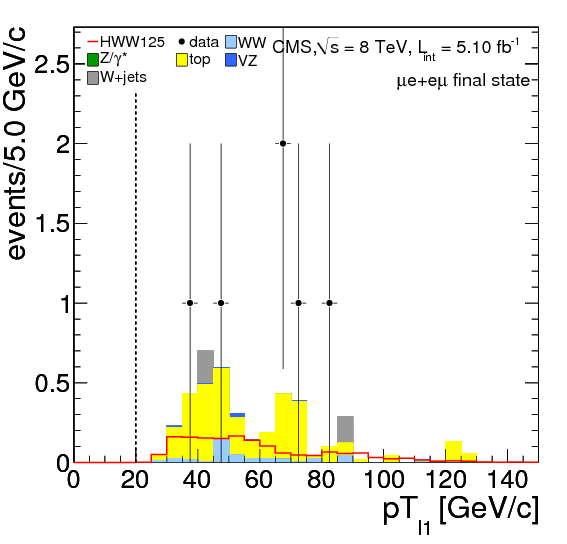 HWW125 data WW CMS,√s = 8 TeV, L_int = 5.10 fb⁻¹
Z/γ* top VZ
W+jets μe+eμ final state
events/5.0 GeV/c
2.5
2
1.5
1
0.5
0
0 20 40 60 80 100 120 140
pT_l1 [GeV/c]